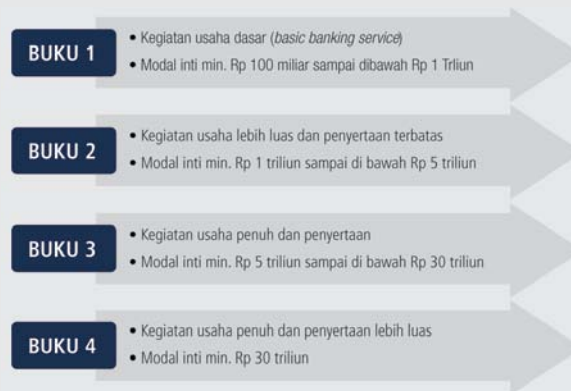 BUKU 1
• Kegiatan usaha dasar (basic banking service)
• Modal inti min. Rp 100 miliar sampai dibawah Rp 1 Trliun
BUKU 2
• Kegiatan usaha lebih luas dan penyertaan terbatas
• Modal inti min. Rp 1 triliun sampai di bawah Rp 5 triliun
BUKU 3
• Kegiatan usaha penuh dan penyertaan
• Modal inti min. Rp 5 triliun sampai di bawah Rp 30 triliun
BUKU 4
• Kegiatan usaha penuh dan penyertaan lebih luas
• Modal inti min. Rp 30 triliun